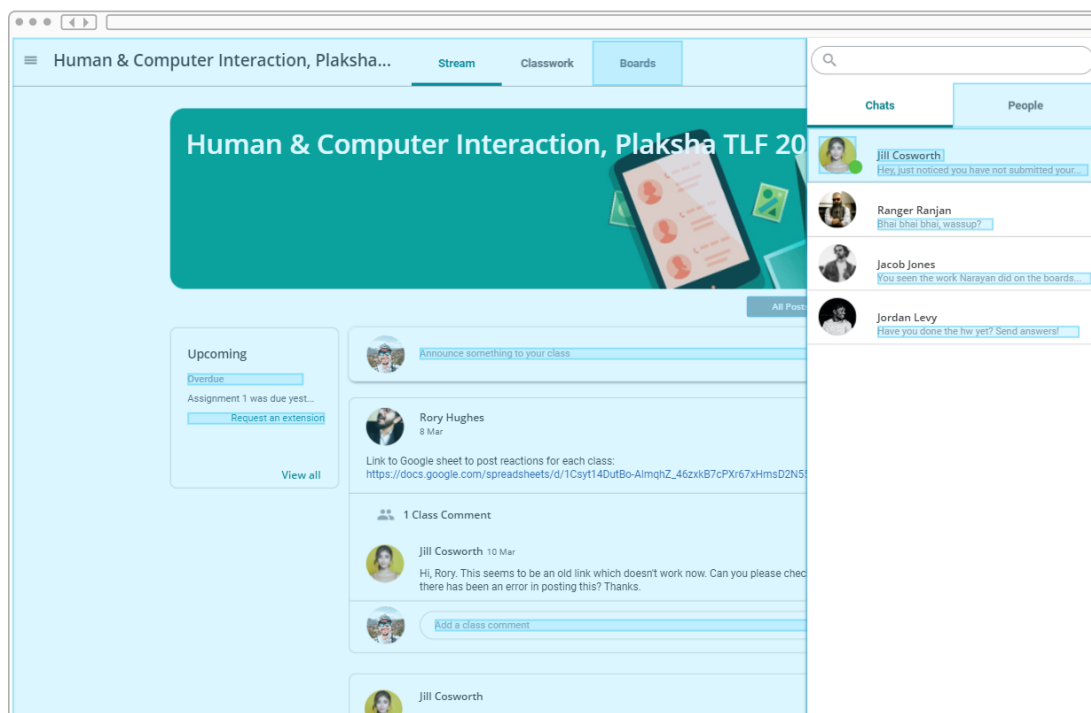 Human & Computer Interaction, Plaksha...
Stream
Classwork
Boards
Human & Computer Interaction, Plaksha TLF 20
All Posts
Upcoming
Overdue
Assignment 1 was due yest...
Request an extension
View all
Announce something to your class
Rory Hughes
8 Mar
Link to Google sheet to post reactions for each class:
https://docs.google.com/spreadsheets/d/1Csyt14DutBo-AlmqhZ_46zxkB7cPXr67xHmsD2N55
1 Class Comment
Jill Cosworth 10 Mar
Hi, Rory. This seems to be an old link which doesn't work now. Can you please chec
there has been an error in posting this? Thanks.
Add a class comment
Jill Cosworth
Chats
People
Jill Cosworth
Hey, just noticed you have not submitted your...
Ranger Ranjan
Bhai bhai bhai, wassup?
Jacob Jones
You seen the work Narayan did on the boards...
Jordan Levy
Have you done the hw yet? Send answers!